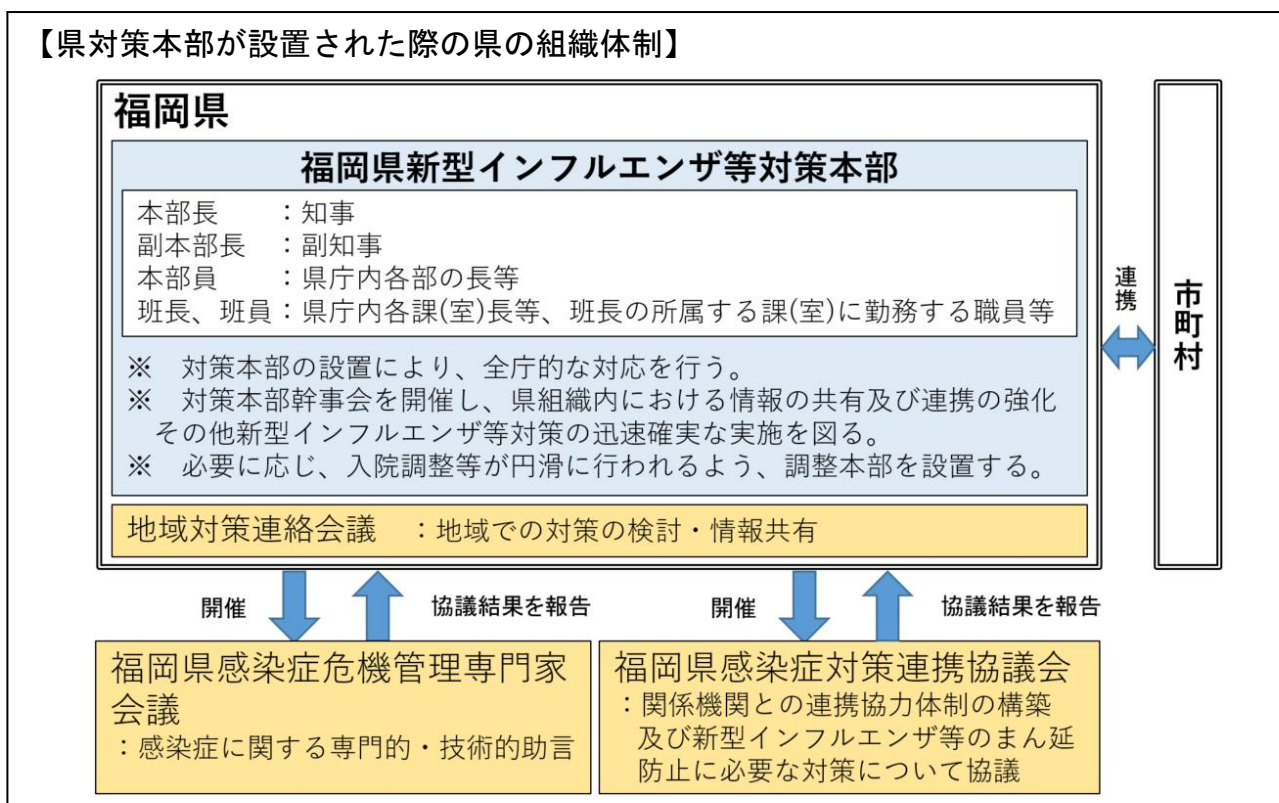 【県対策本部が設置された際の県の組織体制】
福岡県
福岡県新型インフルエンザ等対策本部
本部長　　：知事
副本部長　：副知事
本部員　　：県庁内各部の長等
班長、班員：県庁内各課(室)長等、班長の所属する課(室)に勤務する職員等
※　対策本部の設置により、全庁的な対応を行う。
※　対策本部幹事会を開催し、県組織内における情報の共有及び連携の強化
その他新型インフルエンザ等対策の迅速確実な実施を図る。
※　必要に応じ、入院調整等が円滑に行われるよう、調整本部を設置する。
地域対策連絡会議　：地域での対策の検討・情報共有
連携
市町村
開催
協議結果を報告
開催
協議結果を報告
福岡県感染症危機管理専門家
会議
：感染症に関する専門的・技術的助言
福岡県感染症対策連携協議会
：関係機関との連携協力体制の構築
及び新型インフルエンザ等のまん延
防止に必要な対策について協議